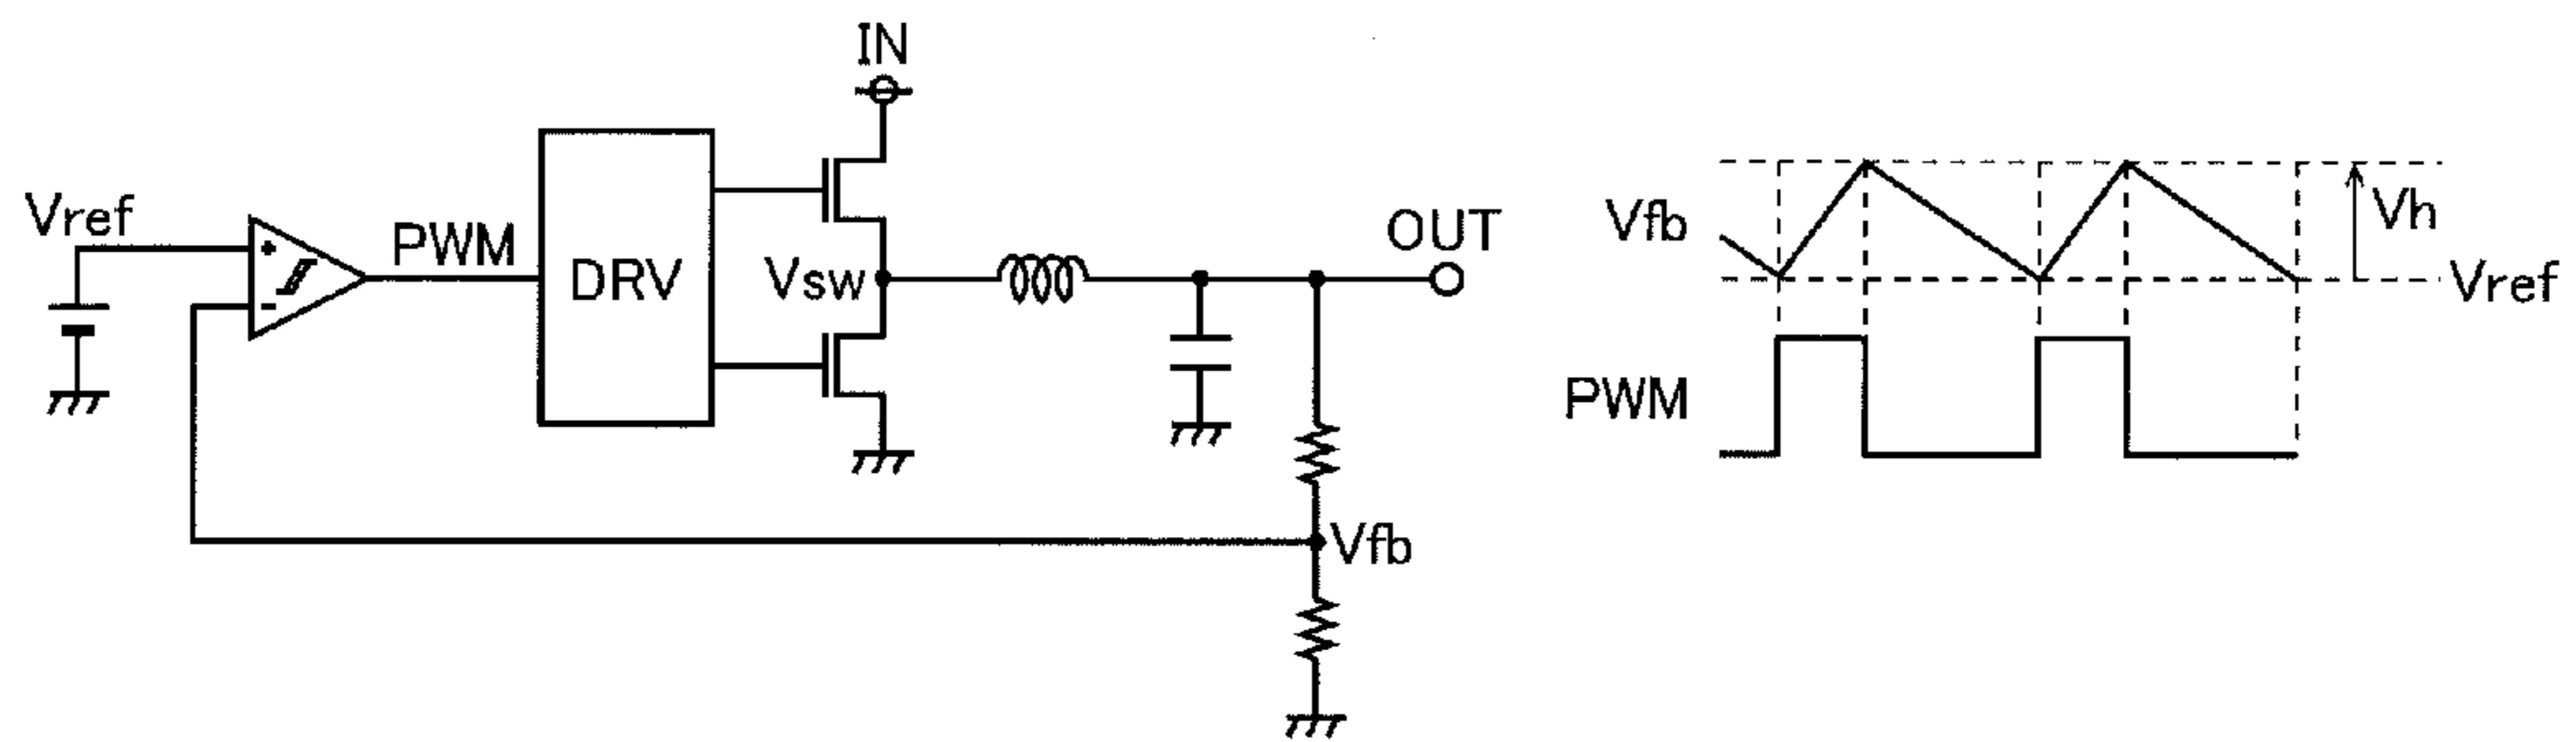 IN
Vref
+
-
PWM
DRV
Vsw
OUT
Vfb
Vfb
Vh
Vref
PWM